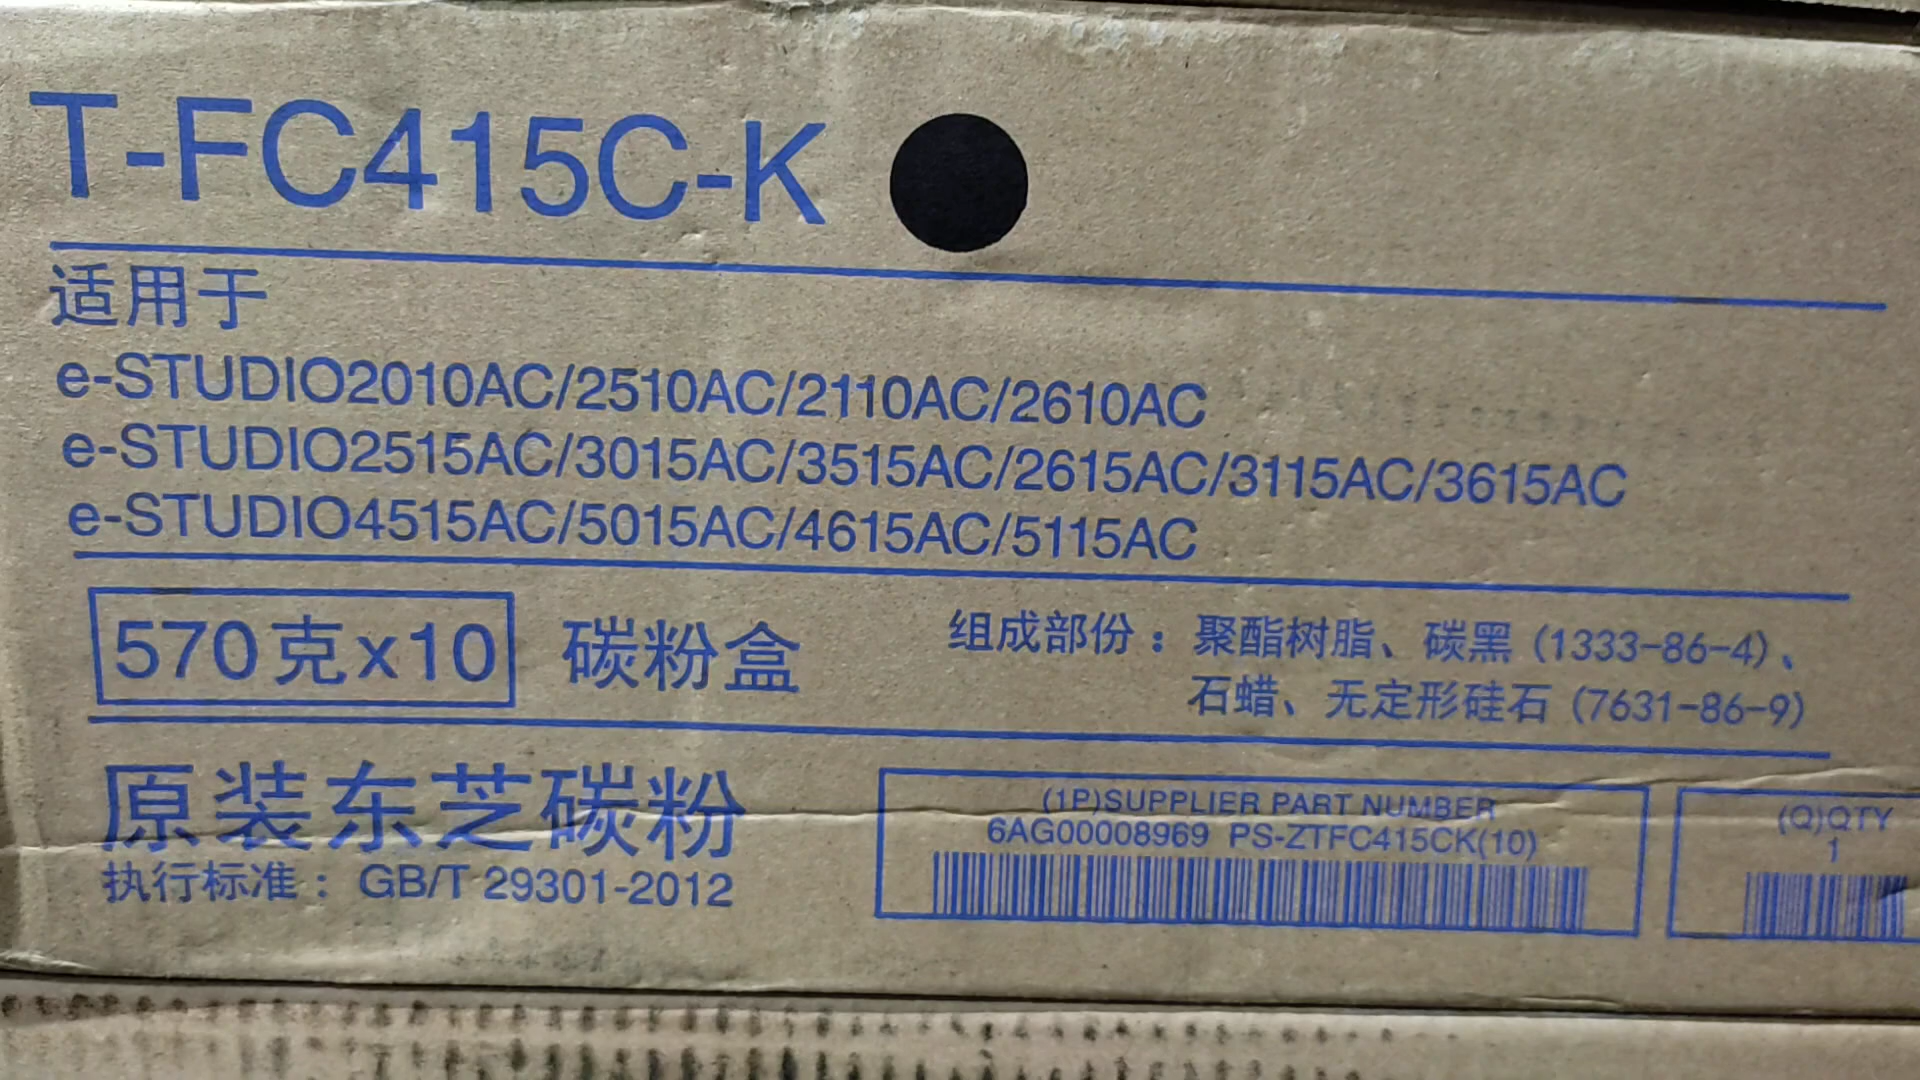 T-FC415C-K
适用于
e-STUDIO2010AC/2510AC/2110AC/2610AC
e-STUDIO2515AC/3015AC/3515AC/2615AC/3115AC/3615AC
e-STUDIO4515AC/5015AC/4615AC/5115AC
570克x10 碳粉盒
组成部份：聚酯树脂、碳黑 (1333-86-4)、
石蜡、无定形硅石 (7631-86-9)
原装东芝碳粉
执行标准：GB/T 29301-2012
(1P)SUPPLIER PART NUMBER
6AG00008969 PS-ZTFC415CK(10)
(Q)QTY
1